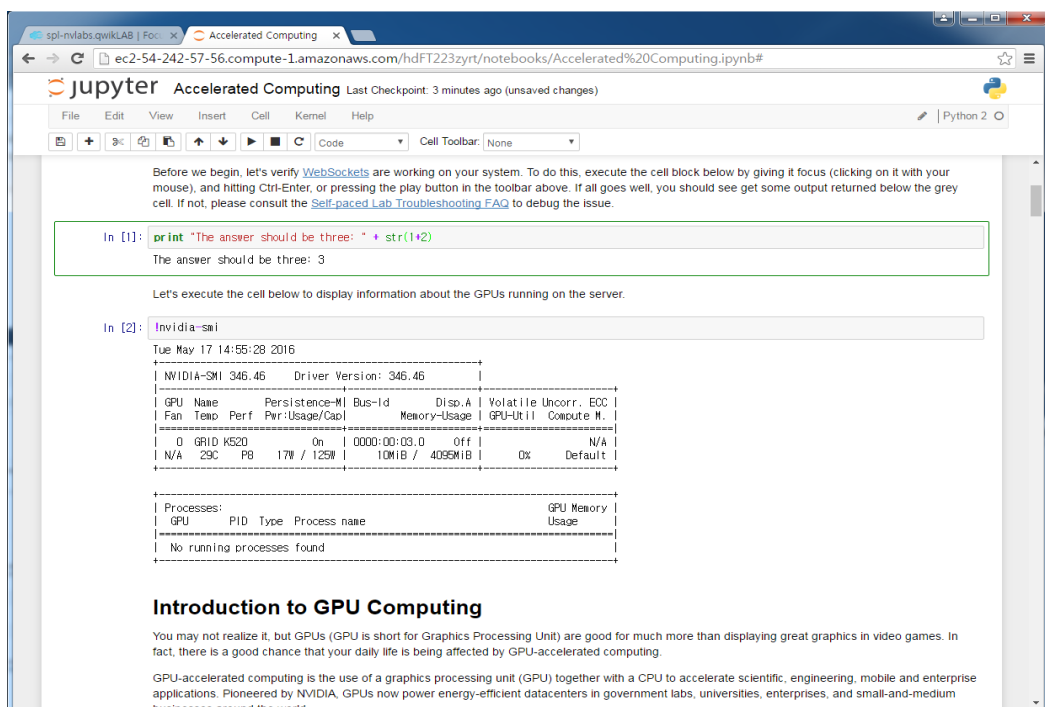 spl-nvlabs.qwikLAB | Foc
Accelerated Computing
ec2-54-242-57-56.compute-1.amazonaws.com/hdFT223zyrt/notebooks/Accelerated%20Computing.ipynb#
jupyter Accelerated Computing Last Checkpoint: 3 minutes ago (unsaved changes)
File Edit View Insert Cell Kernel Help Python 2
Code Cell Toolbar: None
Before we begin, let's verify WebSockets are working on your system. To do this, execute the cell block below by giving it focus (clicking on it with your
mouse), and hitting Ctrl-Enter, or pressing the play button in the toolbar above. If all goes well, you should see get some output returned below the grey
cell. If not, please consult the Self-paced Lab Troubleshooting FAQ to debug the issue.
In [1]: print "The answer should be three: " + str(1+2)
The answer should be three: 3
Let's execute the cell below to display information about the GPUs running on the server.
In [2]: !nvidia-smi
Tue May 17 14:55:28 2016
+------------------------------------------------------+
| NVIDIA-SMI 346.46     Driver Version: 346.46         |
|-------------------------------+----------------------+----------------------+
| GPU  Name        Persistence-M| Bus-Id        Disp.A | Volatile Uncorr. ECC |
| Fan  Temp  Perf  Pwr:Usage/Cap|         Memory-Usage | GPU-Util  Compute M. |
|===============================+======================+======================|
|   0  GRID K520           On   | 0000:00:03.0     Off |                  N/A |
| N/A   29C    P8    17W / 125W |     10MiB /  4095MiB |      0%      Default |
+-------------------------------+----------------------+----------------------+
+-----------------------------------------------------------------------------+
| Processes:                                                       GPU Memory |
|  GPU       PID  Type  Process name                               Usage      |
|=============================================================================|
|  No running processes found                                                 |
+-----------------------------------------------------------------------------+
Introduction to GPU Computing
You may not realize it, but GPUs (GPU is short for Graphics Processing Unit) are good for much more than displaying great graphics in video games. In
fact, there is a good chance that your daily life is being affected by GPU-accelerated computing.
GPU-accelerated computing is the use of a graphics processing unit (GPU) together with a CPU to accelerate scientific, engineering, mobile and enterprise
applications. Pioneered by NVIDIA, GPUs now power energy-efficient datacenters in government labs, universities, enterprises, and small-and-medium